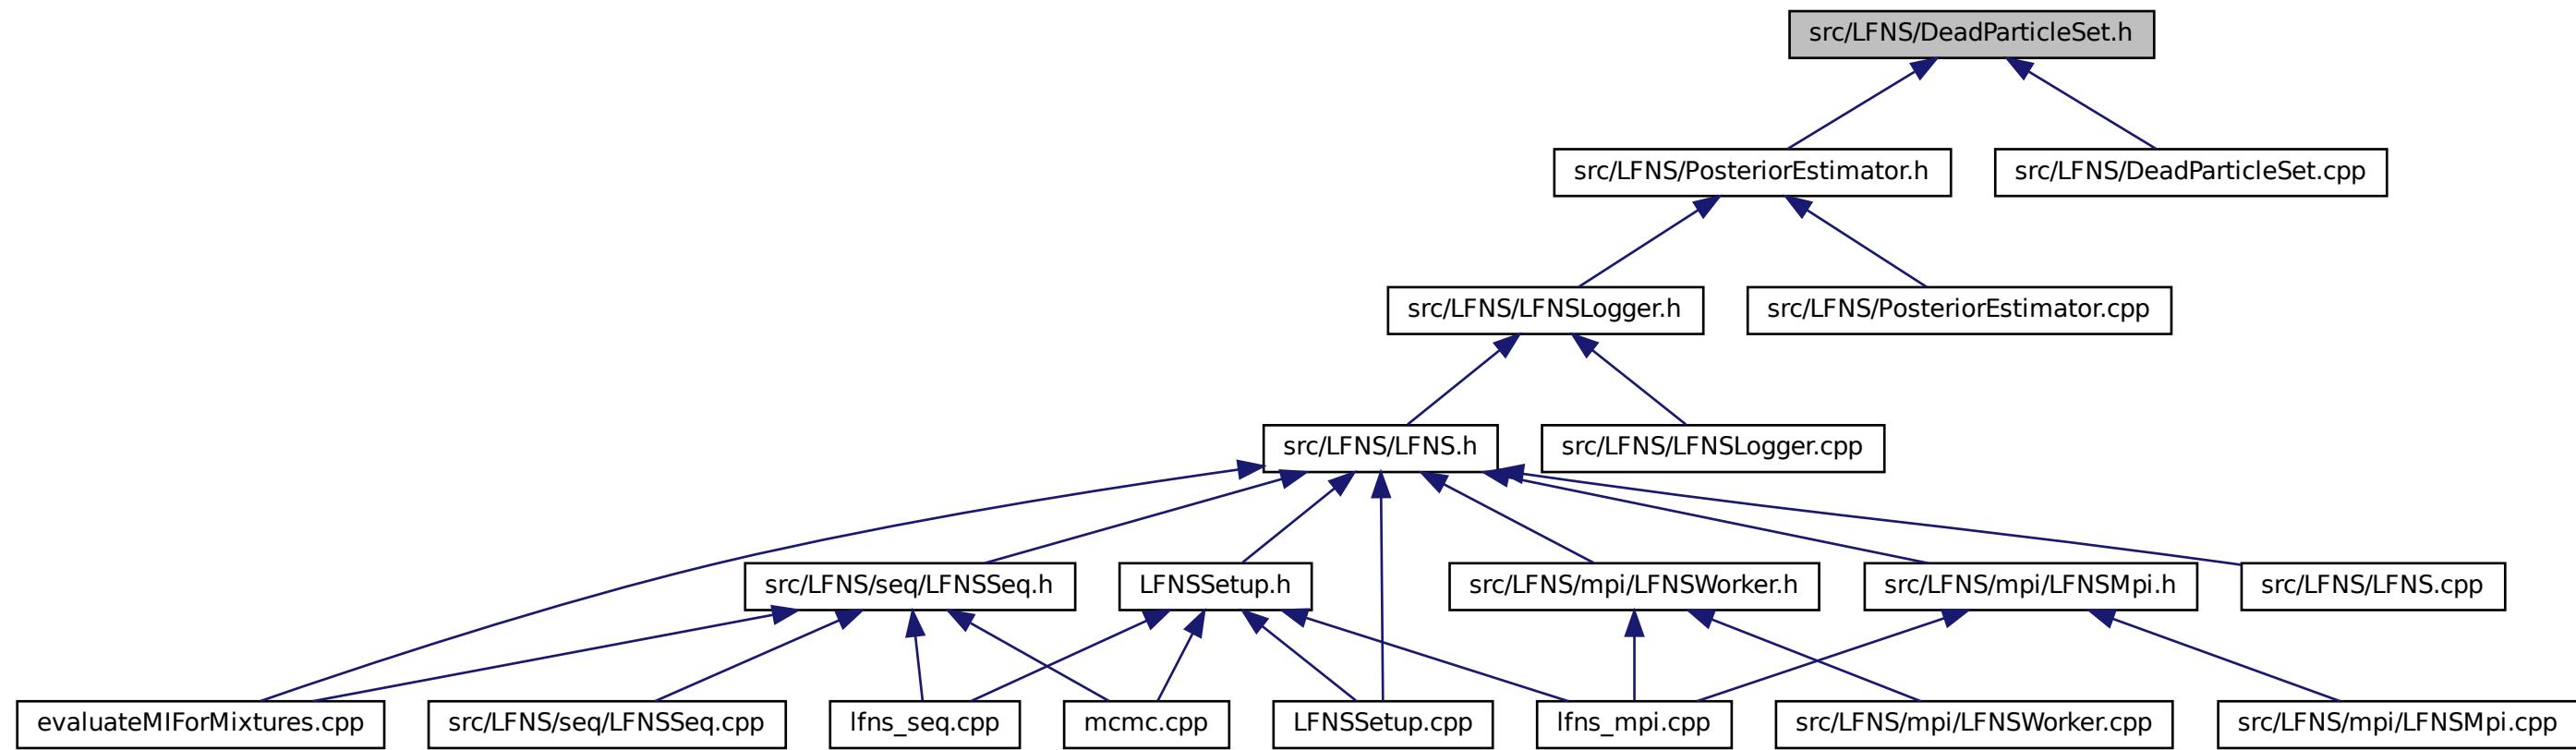 src/LFNS/DeadParticleSet.h
src/LFNS/PosteriorEstimator.h
src/LFNS/DeadParticleSet.cpp
src/LFNS/LFNSLogger.h
src/LFNS/PosteriorEstimator.cpp
src/LFNS/LFNS.h
src/LFNS/LFNSLogger.cpp
src/LFNS/seq/LFNSSeq.h
LFNSSetup.h
src/LFNS/mpi/LFNSWorker.h
src/LFNS/mpi/LFNSMpi.h
src/LFNS/LFNS.cpp
evaluateMIForMixtures.cpp
src/LFNS/seq/LFNSSeq.cpp
lfns_seq.cpp
mcmc.cpp
LFNSSetup.cpp
lfns_mpi.cpp
src/LFNS/mpi/LFNSWorker.cpp
src/LFNS/mpi/LFNSMpi.cpp